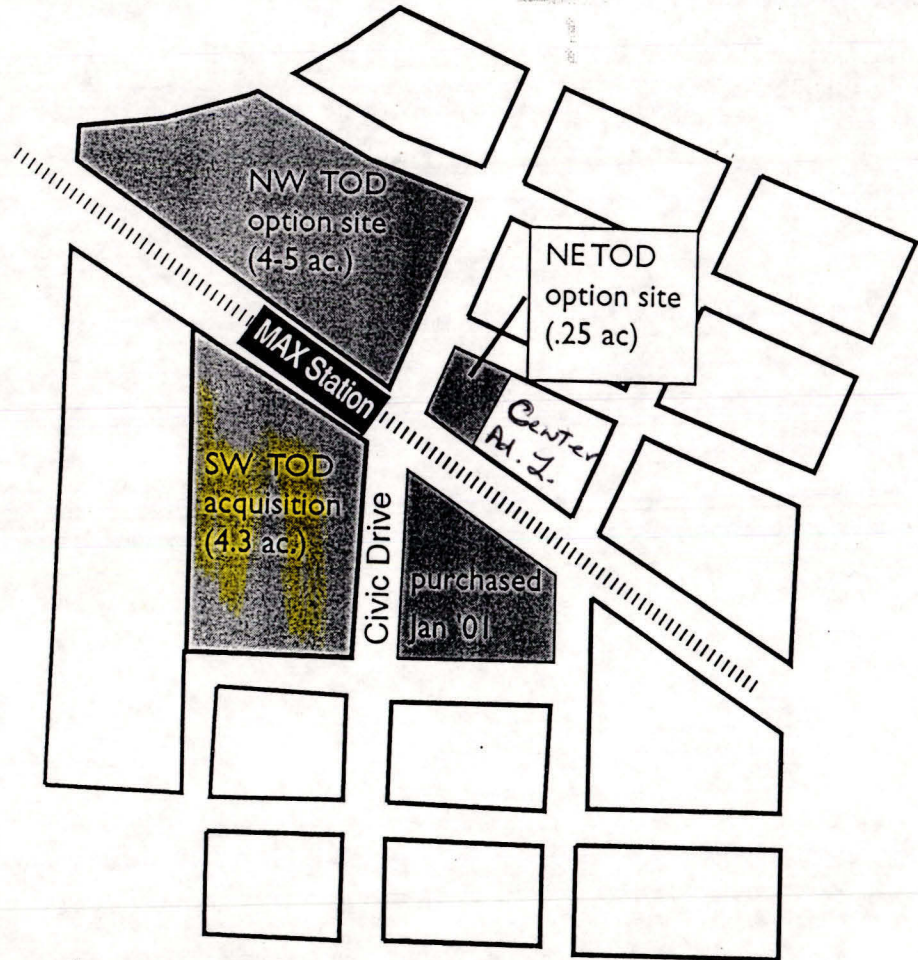 NW TOD
option site
(4-5 ac.)
NE TOD
option site
(.25 ac)
MAX Station
Center
Ad.
SW TOD
acquisition
(4.3 ac.)
Civic Drive
purchased
Jan '01